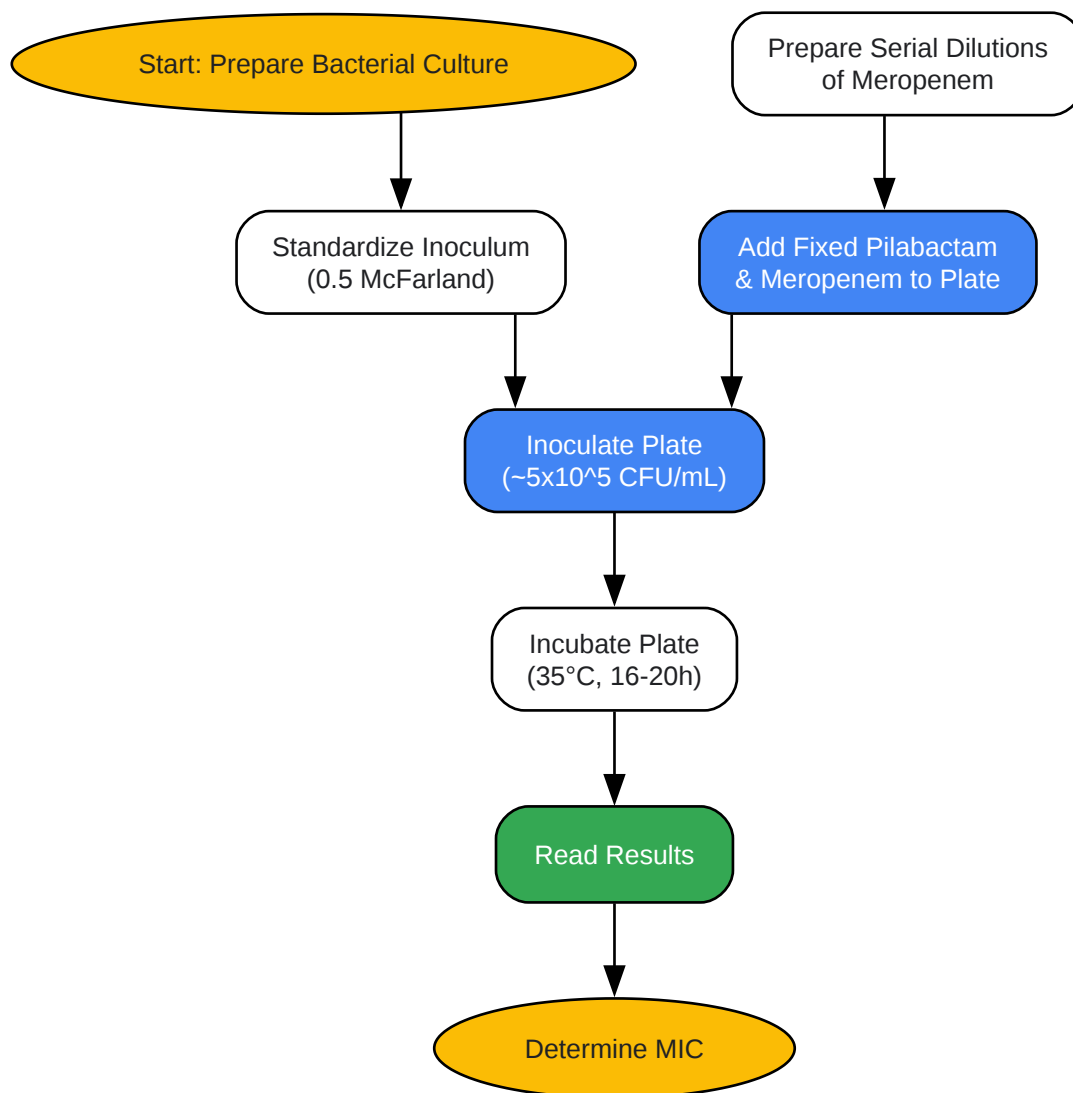 Start: Prepare Bacterial Culture
Prepare Serial Dilutions
of Meropenem
Standardize Inoculum
(0.5 McFarland)
Add Fixed Pilabactam
& Meropenem to Plate
Inoculate Plate
(~5x10^5 CFU/mL)
Incubate Plate
(35°C, 16-20h)
Read Results
Determine MIC